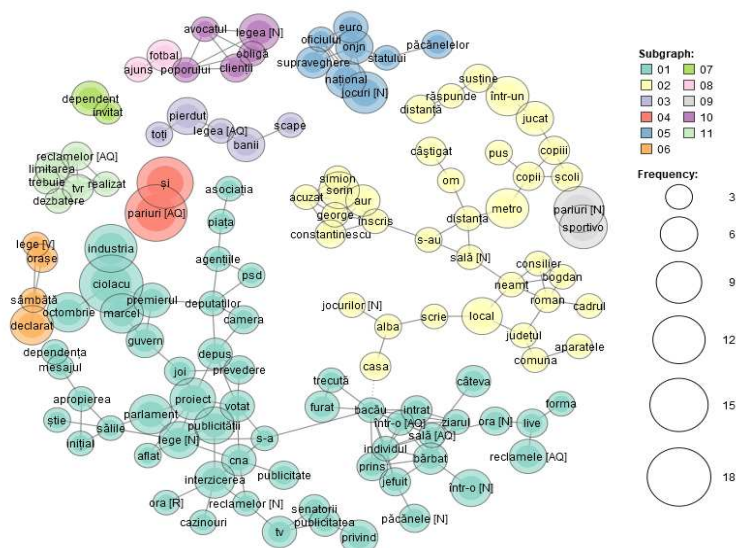 avocatul
legea [N]
fotbal
obligă
ajuns
poporului
clienții
euro
oficiului
onjn
păcănelelor
supraveghere
statului
național
jocuri [N]
susține
într-un
distanță
răspunde
jucat
dependent
invitat
pierdut
scape
toți
legea [AQ]
banii
câștigat
pus
copiii
copii
școli
reclamelor [AQ]
limitarea
trebuie
tvr
realizat
dezbatere
și
pariuri [AQ]
simion
sorin
acuzat
aur
george
înscris
constantinescu
om
distanța
metro
pariuri [N]
sportivo
asociația
piața
s-au
sală [N]
lege [V]
orașe
industria
agențiile
psd
ciolacu
premierul
deputaților
sâmbătă
octombrie
marcel
camera
declarat
guvern
consilier
neamț
bogdan
roman
cadrul
jocurilor [N]
alba
scrie
local
județul
aparatele
comuna
casa
dependența
mesajul
joi
depus
prevedere
apropierea
parlament
proiect
votat
știe
sălile
publicității
inițial
lege [N]
s-a
aflat
cna
publicitate
interzicerea
ora [R]
reclamelor [N]
cazinouri
senatorii
publicitatea
tv
privind
trecută
câteva
furat
bacău
intrat
într-o [AQ]
ziarul
ora [N]
live
forma
sală [AQ]
individul
prins
bărbat
reclamele [AQ]
jefuit
într-o [N]
păcănele [N]
Subgraph:
01
02
03
04
05
06
07
08
09
10
11
Frequency:
3
6
9
12
15
18